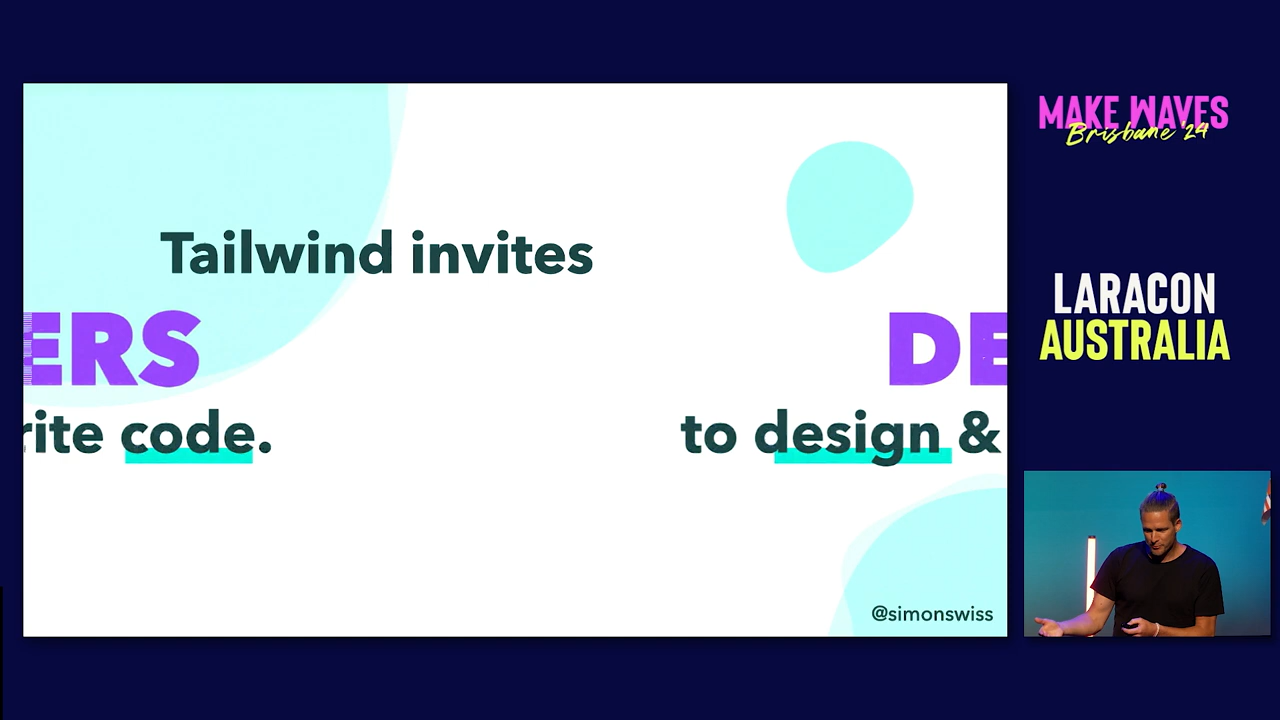 Tailwind invites
ERS
DE
rite code.
to design &
@simonswiss
MAKE WAVES
Brisbane '24
LARACON
AUSTRALIA